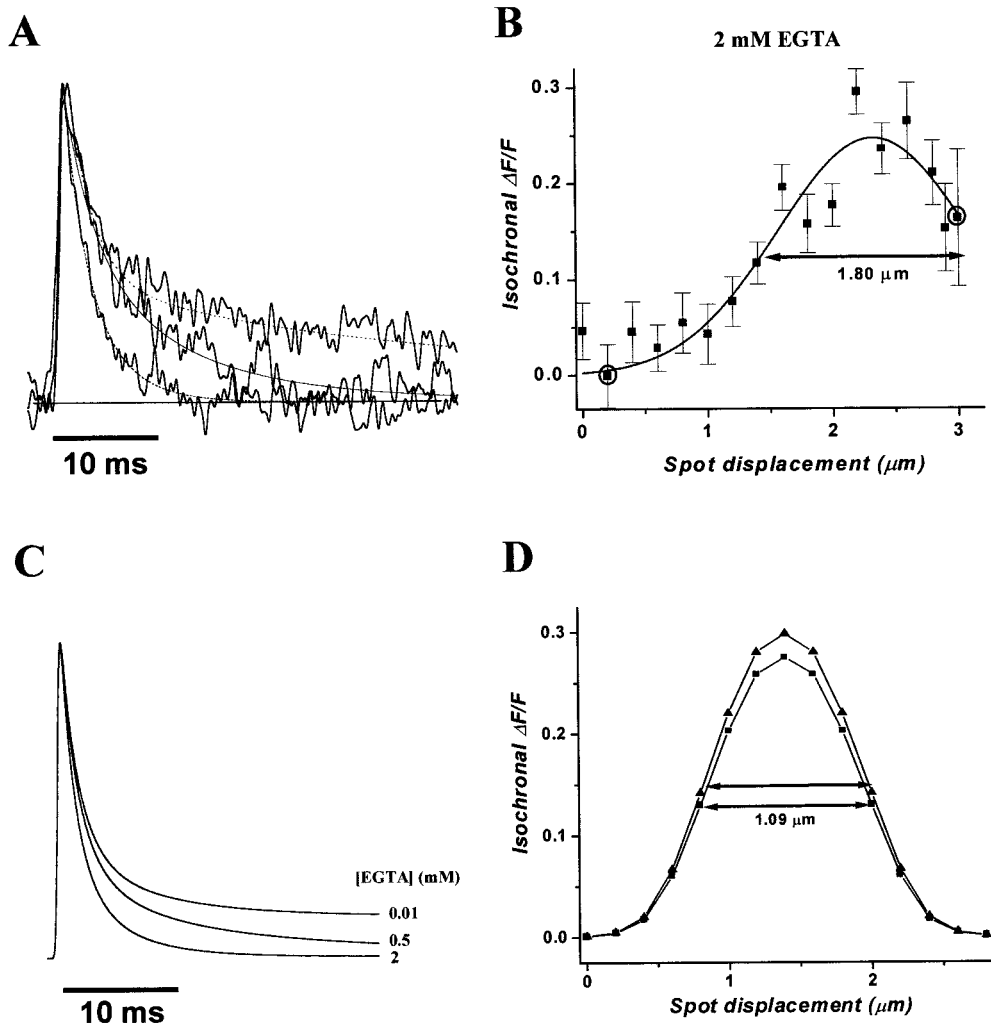 A
10 ms
B
2 mM EGTA
Isochronal ΔF/F
0.3
0.2
0.1
0.0
1.80 μm
0
1
2
3
Spot displacement (μm)
C
[EGTA] (mM)
0.01
0.5
2
10 ms
D
Isochronal ΔF/F
0.3
0.2
0.1
0.0
1.09 μm
0
1
2
Spot displacement (μm)